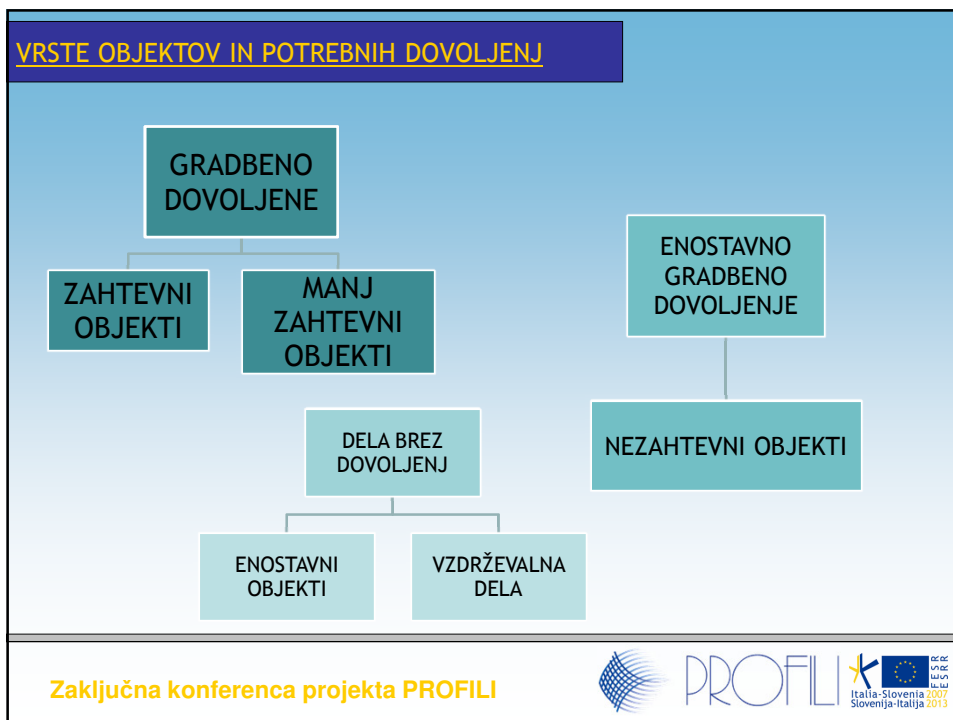 VRSTE OBJEKTOV IN POTREBNIH DOVOLJENJ
GRADBENO
DOVOLJENE
ZAHTEVNI
OBJEKTI
MANJ
ZAHTEVNI
OBJEKTI
ENOSTAVNO
GRADBENO
DOVOLJENJE
NEZAHTEVNI OBJEKTI
DELA BREZ
DOVOLJENJ
ENOSTAVNI
OBJEKTI
VZDRŽEVALNA
DELA
Zaključna konferenca projekta PROFILI
PROFILI
Italia-Slovenia 2007
Slovenija-Italija 2013
FESR
ESRR